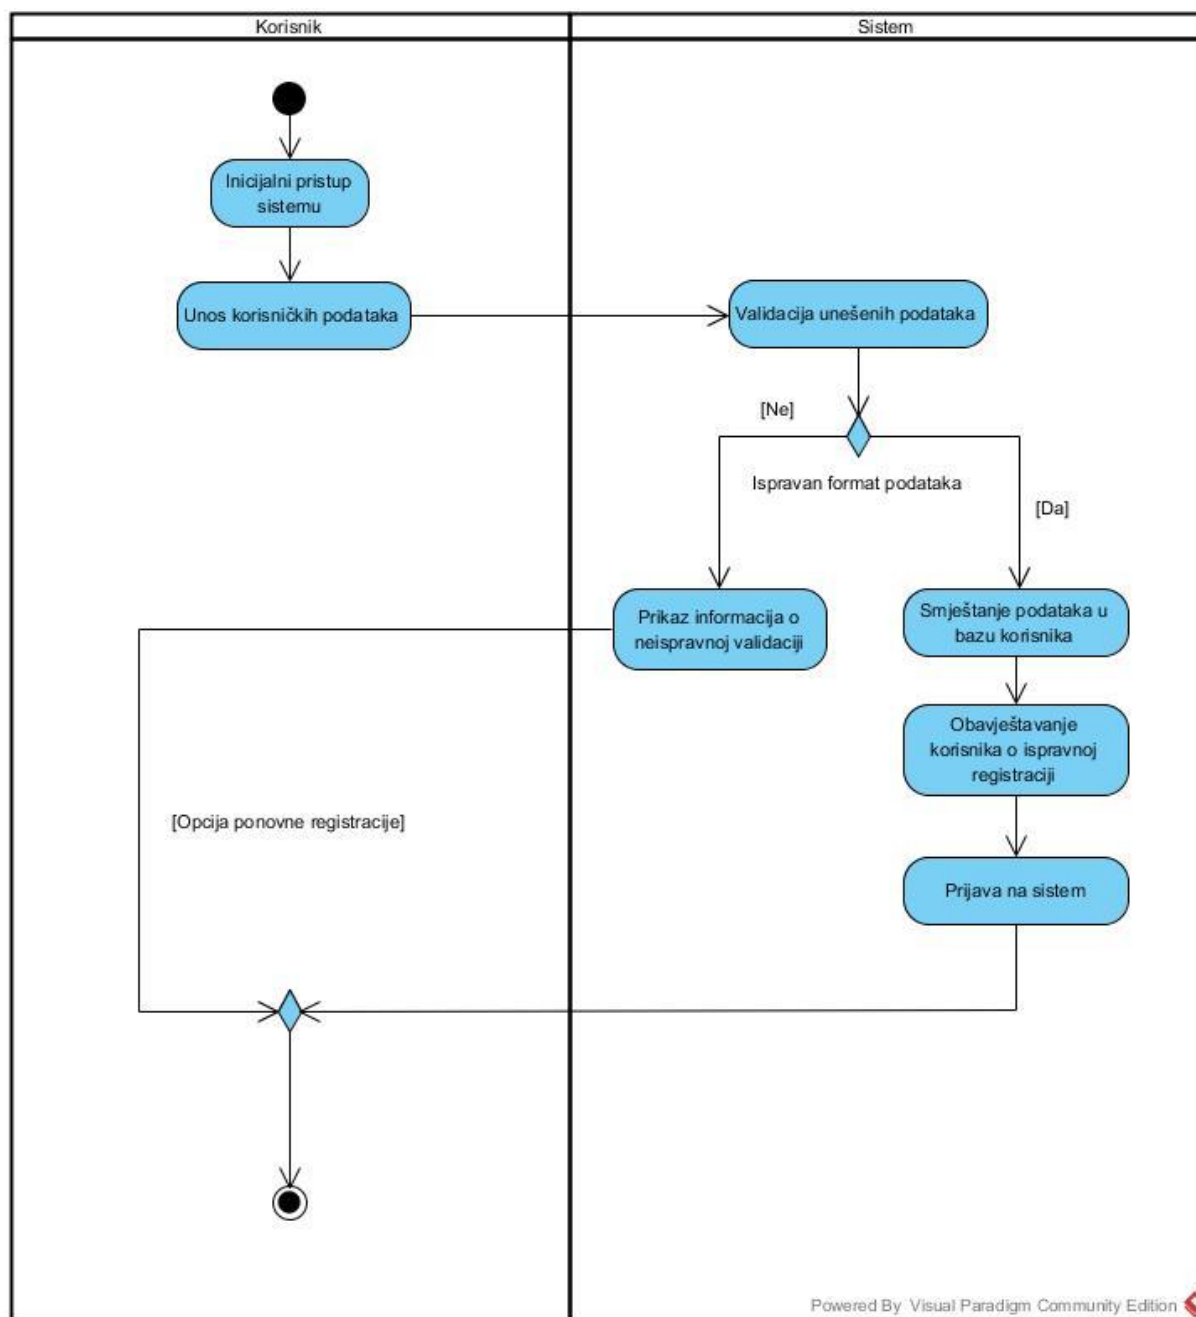 Korisnik
Sistem
Inicijalni pristup
sistemu
Unos korisničkih podataka
Validacija unešenih podataka
[Ne]
Ispravan format podataka
[Da]
Prikaz informacija o
neispravnoj validaciji
Smještanje podataka u
bazu korisnika
Obavještavanje
korisnika o ispravnoj
registraciji
[Opcija ponovne registracije]
Prijava na sistem
Powered By Visual Paradigm Community Edition